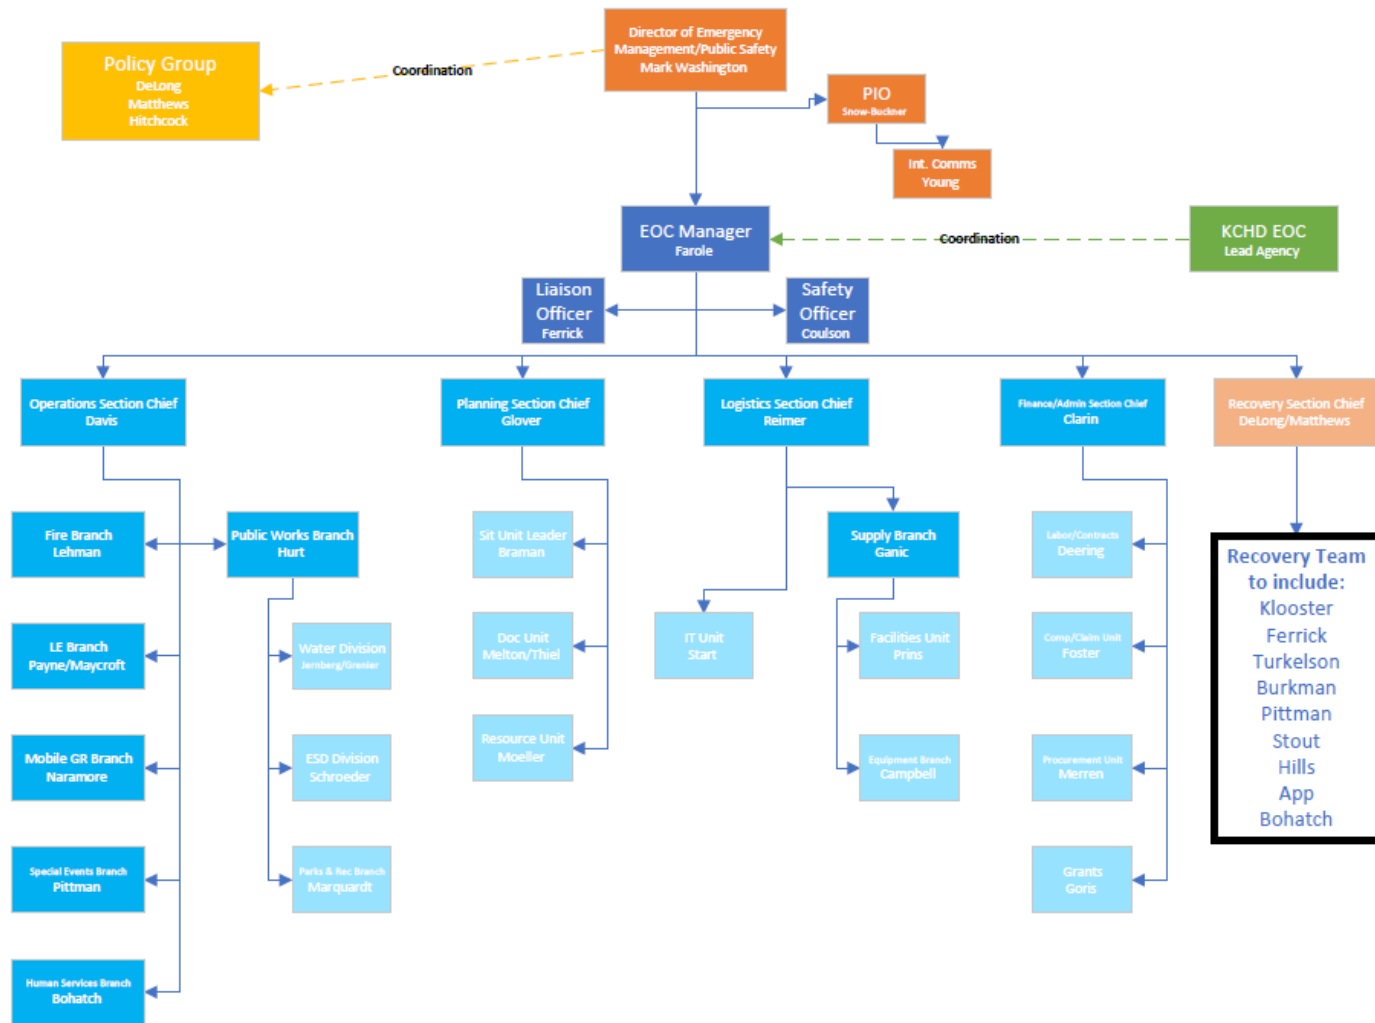 Director of Emergency
Management/Public Safety
Mark Washington
Policy Group
DeLong
Matthews
Hitchcock
Coordination
PIO
Snow-Buckner
Int. Comms
Young
EOC Manager
Farole
Coordination
KCHD EOC
Lead Agency
Liaison
Officer
Ferrick
Safety
Officer
Coulson
Operations Section Chief
Davis
Planning Section Chief
Glover
Logistics Section Chief
Reimer
Finance/Admin Section Chief
Clarin
Recovery Section Chief
DeLong/Matthews
Fire Branch
Lehman
Public Works Branch
Hurt
Sit Unit Leader
Braman
Supply Branch
Ganic
Labor/Contracts
Deering
Recovery Team
to include:
Klooster
Ferrick
Turkelson
Burkman
Pittman
Stout
Hills
App
Bohatch
LE Branch
Payne/Maycroft
Water Division
Jernberg/Grenier
Doc Unit
Melton/Thiel
IT Unit
Start
Facilities Unit
Prins
Comp/Claim Unit
Foster
Mobile GR Branch
Naramore
ESD Division
Schroeder
Resource Unit
Moeller
Equipment Branch
Campbell
Procurement Unit
Merren
Special Events Branch
Pittman
Parks & Rec Branch
Marquardt
Grants
Goris
Human Services Branch
Bohatch